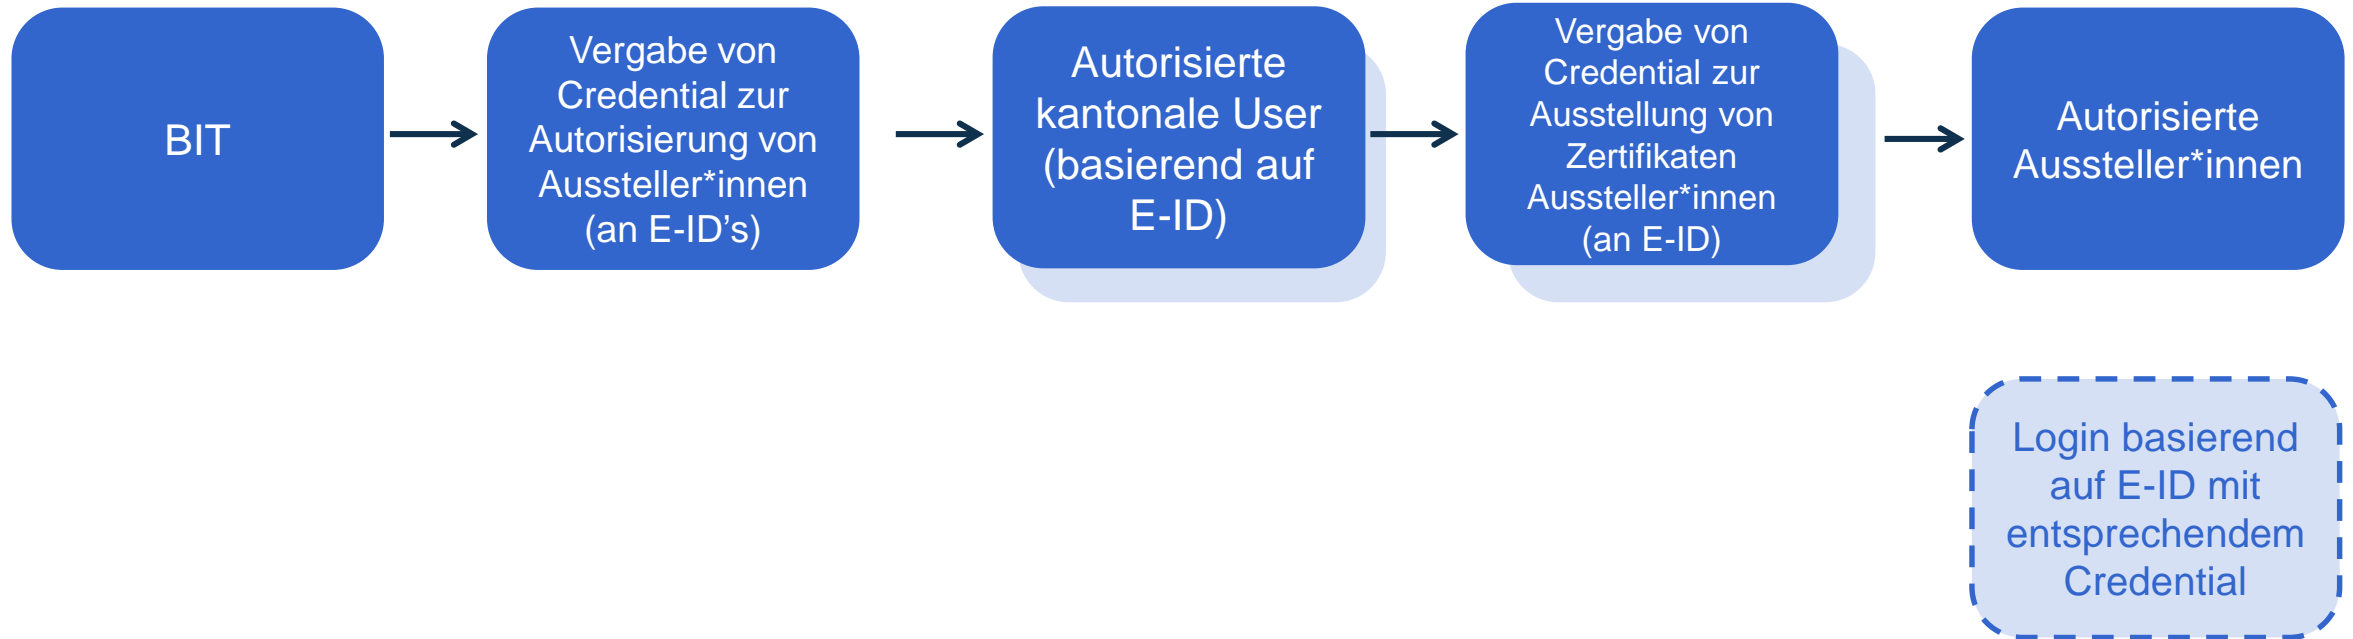 BIT
Vergabe von
Credential zur
Autorisierung von
Aussteller*innen
(an E-ID’s)
Autorisierte
kantonale User
(basierend auf
E-ID)
Vergabe von
Credential zur
Ausstellung von
Zertifikaten
Aussteller*innen
(an E-ID)
Autorisierte
Aussteller*innen
Login basierend
auf E-ID mit
entsprechendem
Credential